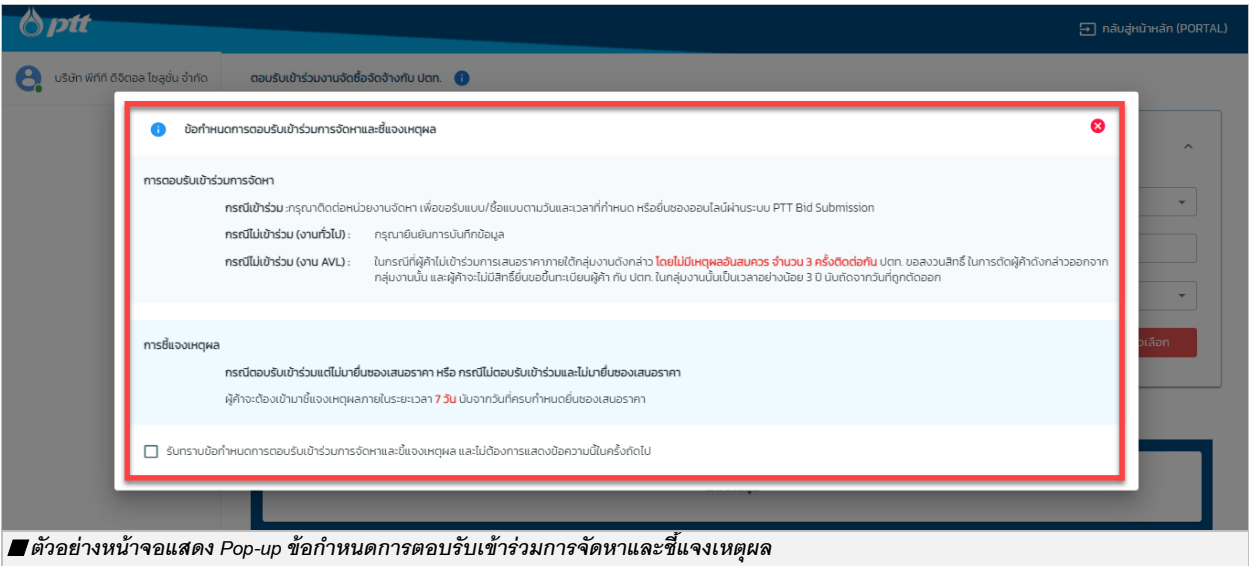 ptt
กลับสู่หน้าหลัก (PORTAL)
บริษัท พีทีที ดิจิตอล โซลูชั่น จำกัด
ตอบรับเข้าร่วมงานจัดซื้อจัดจ้างกับ ปตท.
ข้อกำหนดการตอบรับเข้าร่วมการจัดหาและชี้แจงเหตุผล
การตอบรับเข้าร่วมการจัดหา
กรณีเข้าร่วม :กรุณาติดต่อหน่วยงานจัดหา เพื่อขอรับแบบ/ซื้อแบบตามวันและเวลาที่กำหนด หรือยื่นซองออนไลน์ผ่านระบบ PTT Bid Submission
กรณีไม่เข้าร่วม (งานทั่วไป) : กรุณายืนยันการบันทึกข้อมูล
กรณีไม่เข้าร่วม (งาน AVL) : ในกรณีที่ผู้ค้าไม่เข้าร่วมการเสนอราคาภายใต้กลุ่มงานดังกล่าว โดยไม่มีเหตุผลอันสมควร จำนวน 3 ครั้งติดต่อกัน ปตท. ขอสงวนสิทธิ์ ในการตัดผู้ค้าดังกล่าวออกจาก
กลุ่มงานนั้น และผู้ค้าจะไม่มีสิทธิ์ยื่นขอขึ้นทะเบียนผู้ค้า กับ ปตท. ในกลุ่มงานนั้นเป็นเวลาอย่างน้อย 3 ปี นับถัดจากวันที่ถูกตัดออก
การชี้แจงเหตุผล
กรณีตอบรับเข้าร่วมแต่ไม่มายื่นซองเสนอราคา หรือ กรณีไม่ตอบรับเข้าร่วมและไม่มายื่นซองเสนอราคา
ผู้ค้าจะต้องเข้ามาชี้แจงเหตุผลภายในระยะเวลา 7 วัน นับจากวันที่ครบกำหนดยื่นซองเสนอราคา
รับทราบข้อกำหนดการตอบรับเข้าร่วมการจัดหาและชี้แจงเหตุผล และไม่ต้องการแสดงข้อความนี้ในครั้งถัดไป
ตัวอย่างหน้าจอแสดง Pop-up ข้อกำหนดการตอบรับเข้าร่วมการจัดหาและชี้แจงเหตุผล